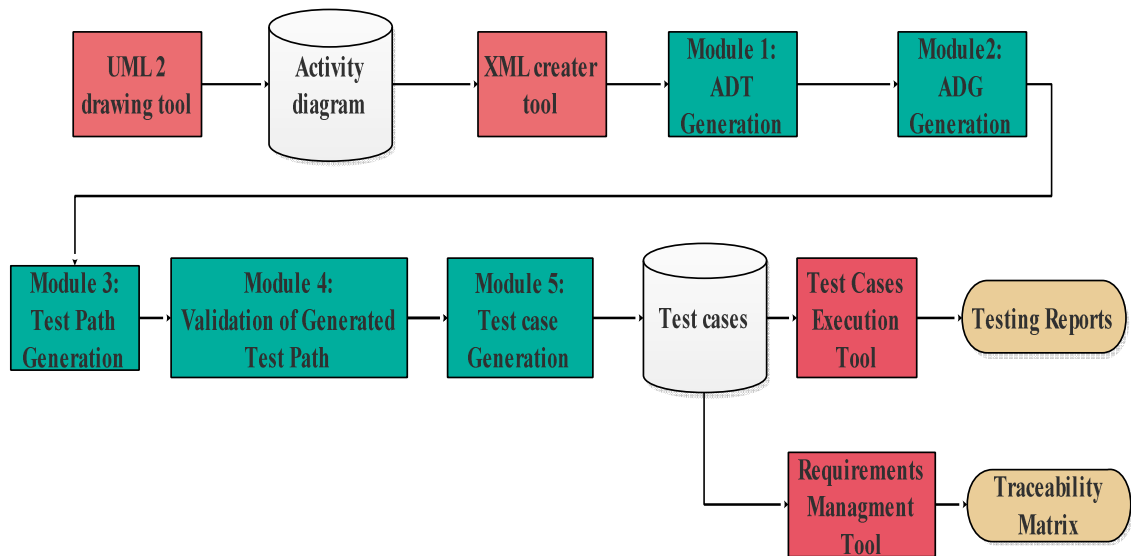 UML 2
drawing tool
Activity
diagram
XML creater
tool
Module 1:
ADT
Generation
Module2:
ADG
Generation
Module 3:
Test Path
Generation
Module 4:
Validation of Generated
Test Path
Module 5:
Test case
Generation
Test cases
Test Cases
Execution
Tool
Testing Reports
Requirements
Managment
Tool
Traceability
Matrix